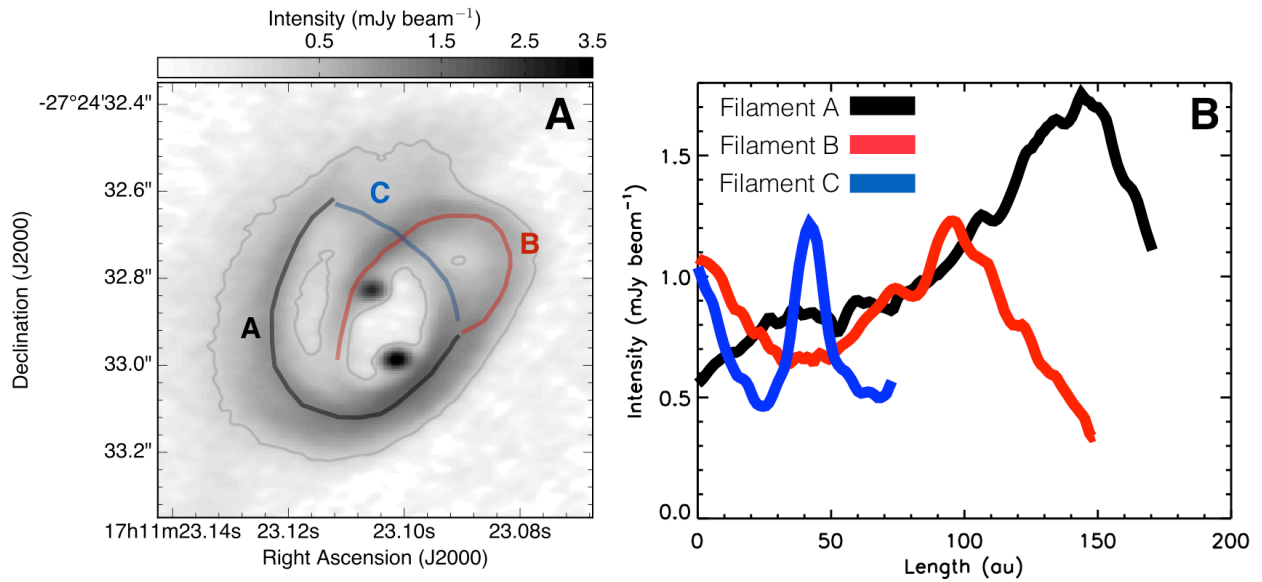 Intensity (mJy beam⁻¹)
0.5 1.5 2.5 3.5
A
-27°24'32.4"
32.6"
32.8"
33.0"
33.2"
Declination (J2000)
C
B
A
17h11m23.14s 23.12s 23.10s 23.08s
Right Ascension (J2000)
B
Filament A
Filament B
Filament C
1.5
1.0
0.5
0.0
Intensity (mJy beam⁻¹)
0 50 100 150 200
Length (au)